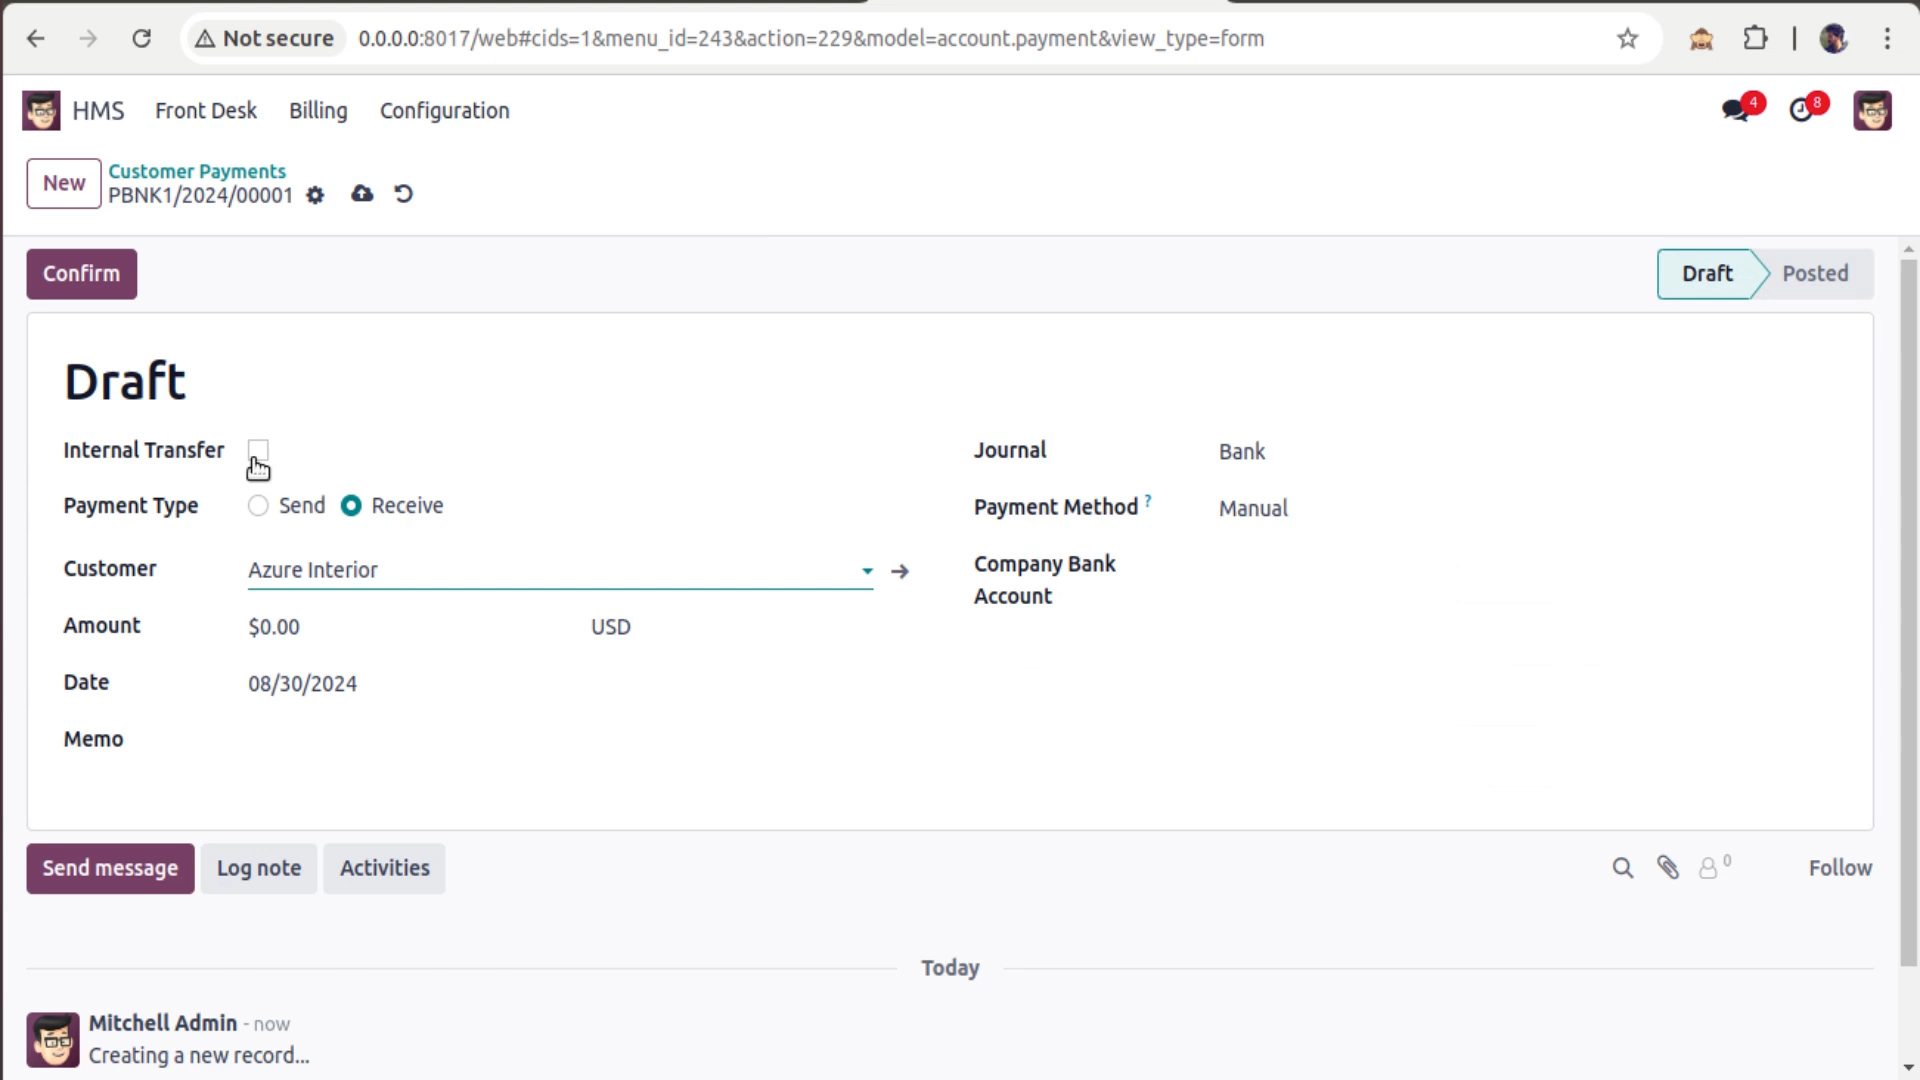 Not secure 0.0.0.0:8017/web#cids=1&menu_id=243&action=229&model=account.payment&view_type=form
HMS Front Desk Billing Configuration 4 8
New Customer Payments
PBNK1/2024/00001
Confirm Draft Posted
Draft
Internal Transfer
Payment Type Send Receive
Customer Azure Interior
Amount $0.00 USD
Date 08/30/2024
Memo
Journal Bank
Payment Method ? Manual
Company Bank
Account
Send message Log note Activities 0 Follow
Today
Mitchell Admin - now
Creating a new record...